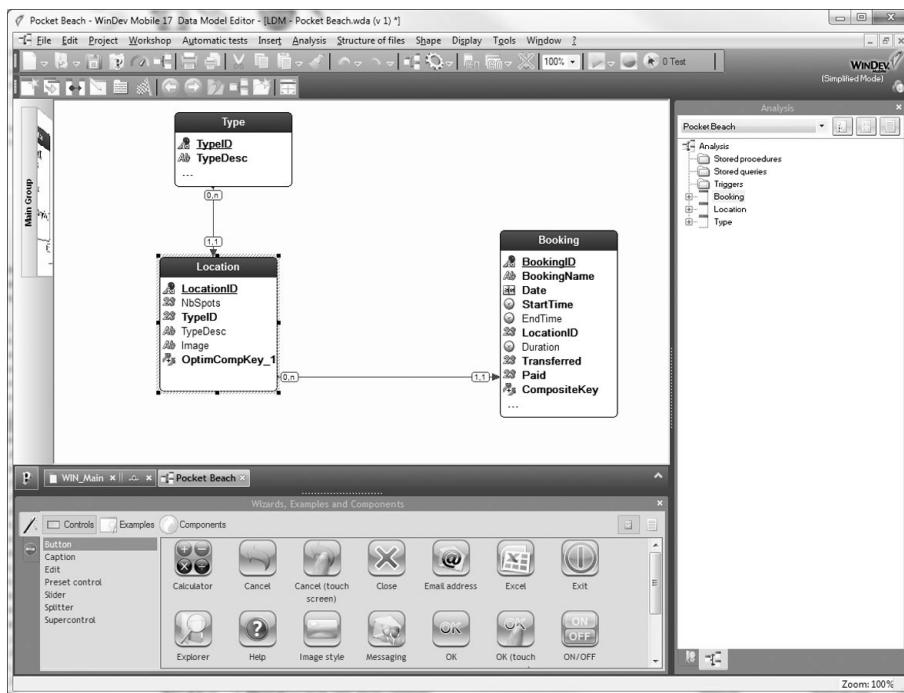 Pocket Beach - WinDev Mobile 17 Data Model Editor - [LDM - Pocket Beach.wda (v 1) *]
File Edit Project Workshop Automatic tests Insert Analysis Structure of files Shape Display Tools Window ?
100% 0 Test
WINDEV
(Simplified Mode)
Main Group
Type
TypeID
TypeDesc
...
0,n
1,1
Location
LocationID
NbSpots
TypeID
TypeDesc
Image
OptimCompKey_1
0,n
1,1
Booking
BookingID
BookingName
Date
StartTime
EndTime
LocationID
Duration
Transferred
Paid
CompositeKey
...
Analysis
Pocket Beach
Analysis
Stored procedures
Stored queries
Triggers
Booking
Location
Type
WIN_Main
Pocket Beach
Wizards, Examples and Components
Controls Examples Components
Button
Caption
Edit
Preset control
Slider
Splitter
Supercontrol
Calculator Cancel Cancel (touch screen) Close Email address Excel Exit
Explorer Help Image style Messaging OK OK (touch ON/OFF
OK OK ON OFF
Zoom: 100%